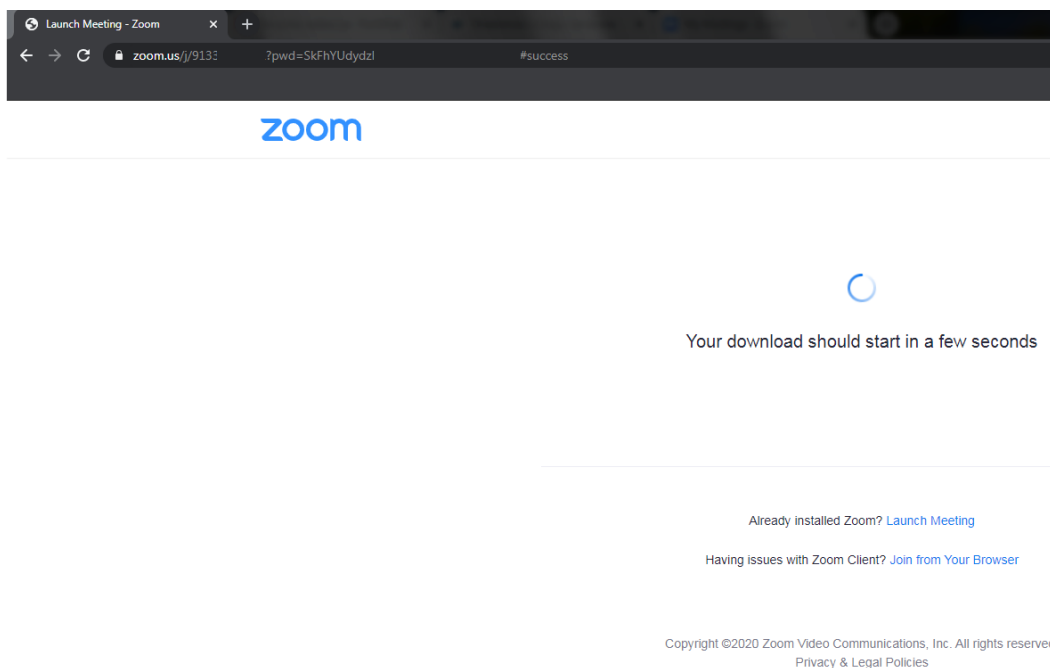 Launch Meeting - Zoom
zoom.us/j/9133 ?pwd=SkFhYUdydzl #success
zoom
Your download should start in a few seconds
Already installed Zoom? Launch Meeting
Having issues with Zoom Client? Join from Your Browser
Copyright ©2020 Zoom Video Communications, Inc. All rights reserved
Privacy & Legal Policies